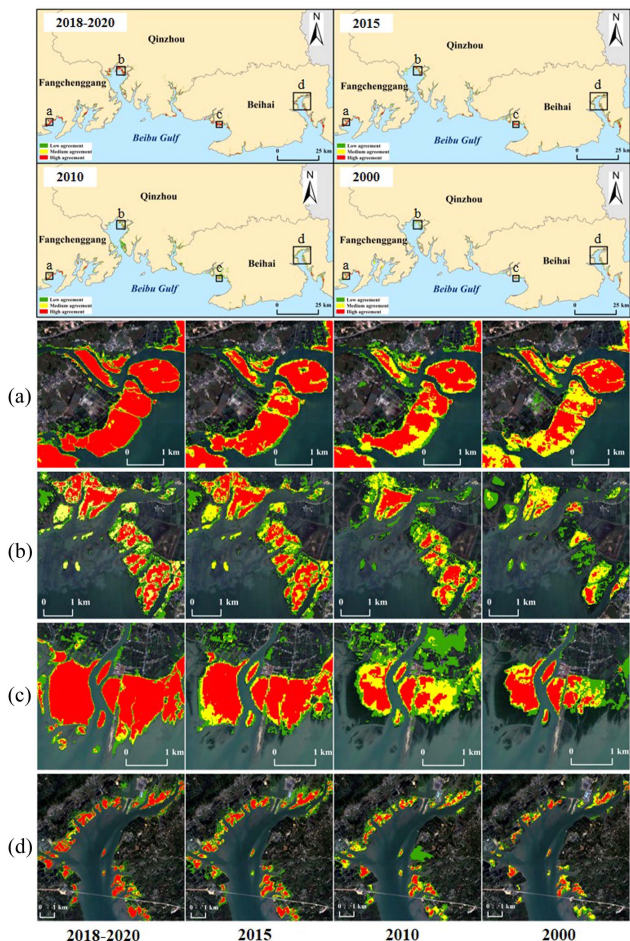 2018-2020
Qinzhou
N
b
Fangchenggang
d
a
c
Beihai
Beibu Gulf
Low agreement
Medium agreement
High agreement
0 25 km
2015
Qinzhou
N
b
Fangchenggang
d
a
c
Beihai
Beibu Gulf
Low agreement
Medium agreement
High agreement
0 25 km
2010
Qinzhou
N
b
Fangchenggang
d
a
c
Beihai
Beibu Gulf
Low agreement
Medium agreement
High agreement
0 25 km
2000
Qinzhou
N
b
Fangchenggang
d
a
c
Beihai
Beibu Gulf
Low agreement
Medium agreement
High agreement
0 25 km
(a)
0 1 km
0 1 km
0 1 km
0 1 km
(b)
0 1 km
0 1 km
0 1 km
0 1 km
(c)
0 1 km
0 1 km
0 1 km
0 1 km
(d)
0 1 km
0 1 km
0 1 km
0 1 km
2018-2020 2015 2010 2000